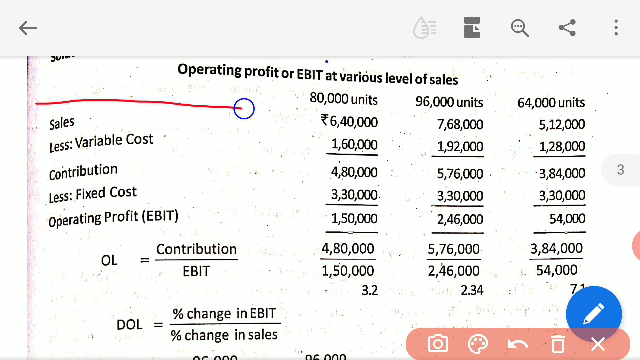 Operating profit or EBIT at various level of sales
80,000 units 96,000 units 64,000 units
Sales ₹6,40,000 7,68,000 5,12,000
Less: Variable Cost 1,60,000 1,92,000 1,28,000
Contribution 4,80,000 5,76,000 3,84,000
3
Less: Fixed Cost 3,30,000 3,30,000 3,30,000
Operating Profit (EBIT) 1,50,000 2,46,000 54,000
OL = Contribution 4,80,000 5,76,000 3,84,000
EBIT 1,50,000 2,46,000 54,000
3.2 2.34
DOL = % change in EBIT
% change in sales